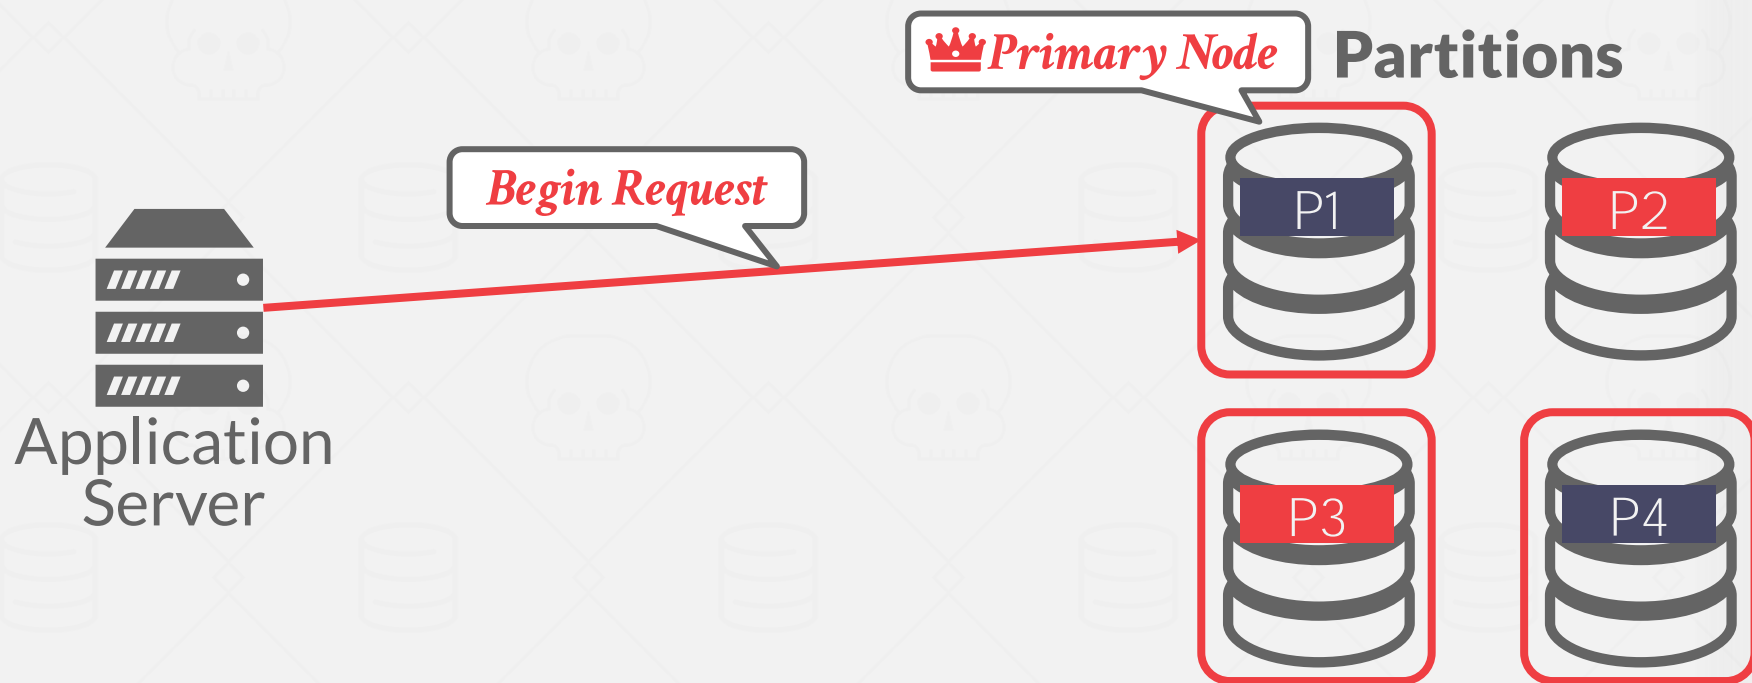 Primary Node
Partitions
Begin Request
P1
P2
Application
Server
P3
P4